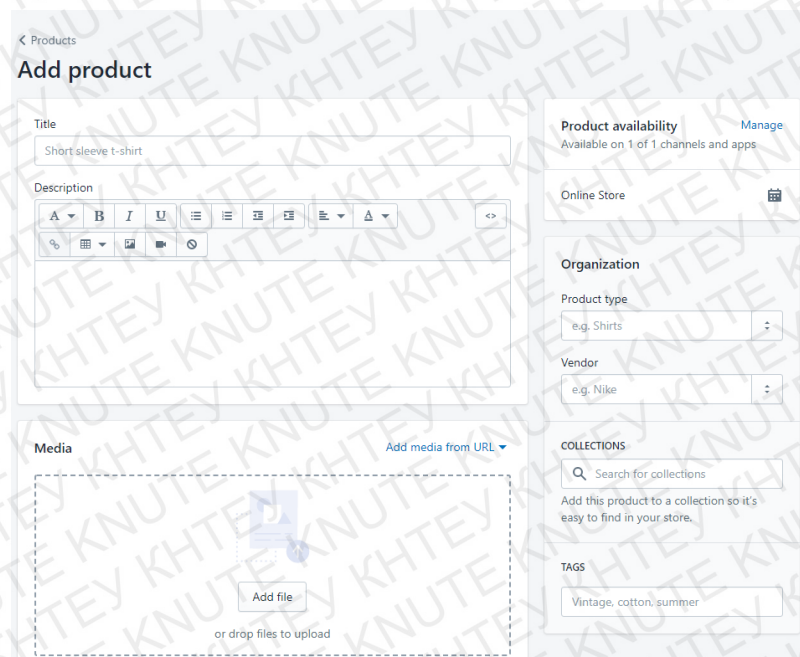 Products
Add product
Title
Short sleeve t-shirt
Description
A B I U A <>
Media
Add media from URL
Add file
or drop files to upload
Product availability Manage
Available on 1 of 1 channels and apps
Online Store
Organization
Product type
e.g. Shirts
Vendor
e.g. Nike
COLLECTIONS
Search for collections
Add this product to a collection so it's
easy to find in your store.
TAGS
Vintage, cotton, summer
KHTEY KNUTE KHTEY KNUTE